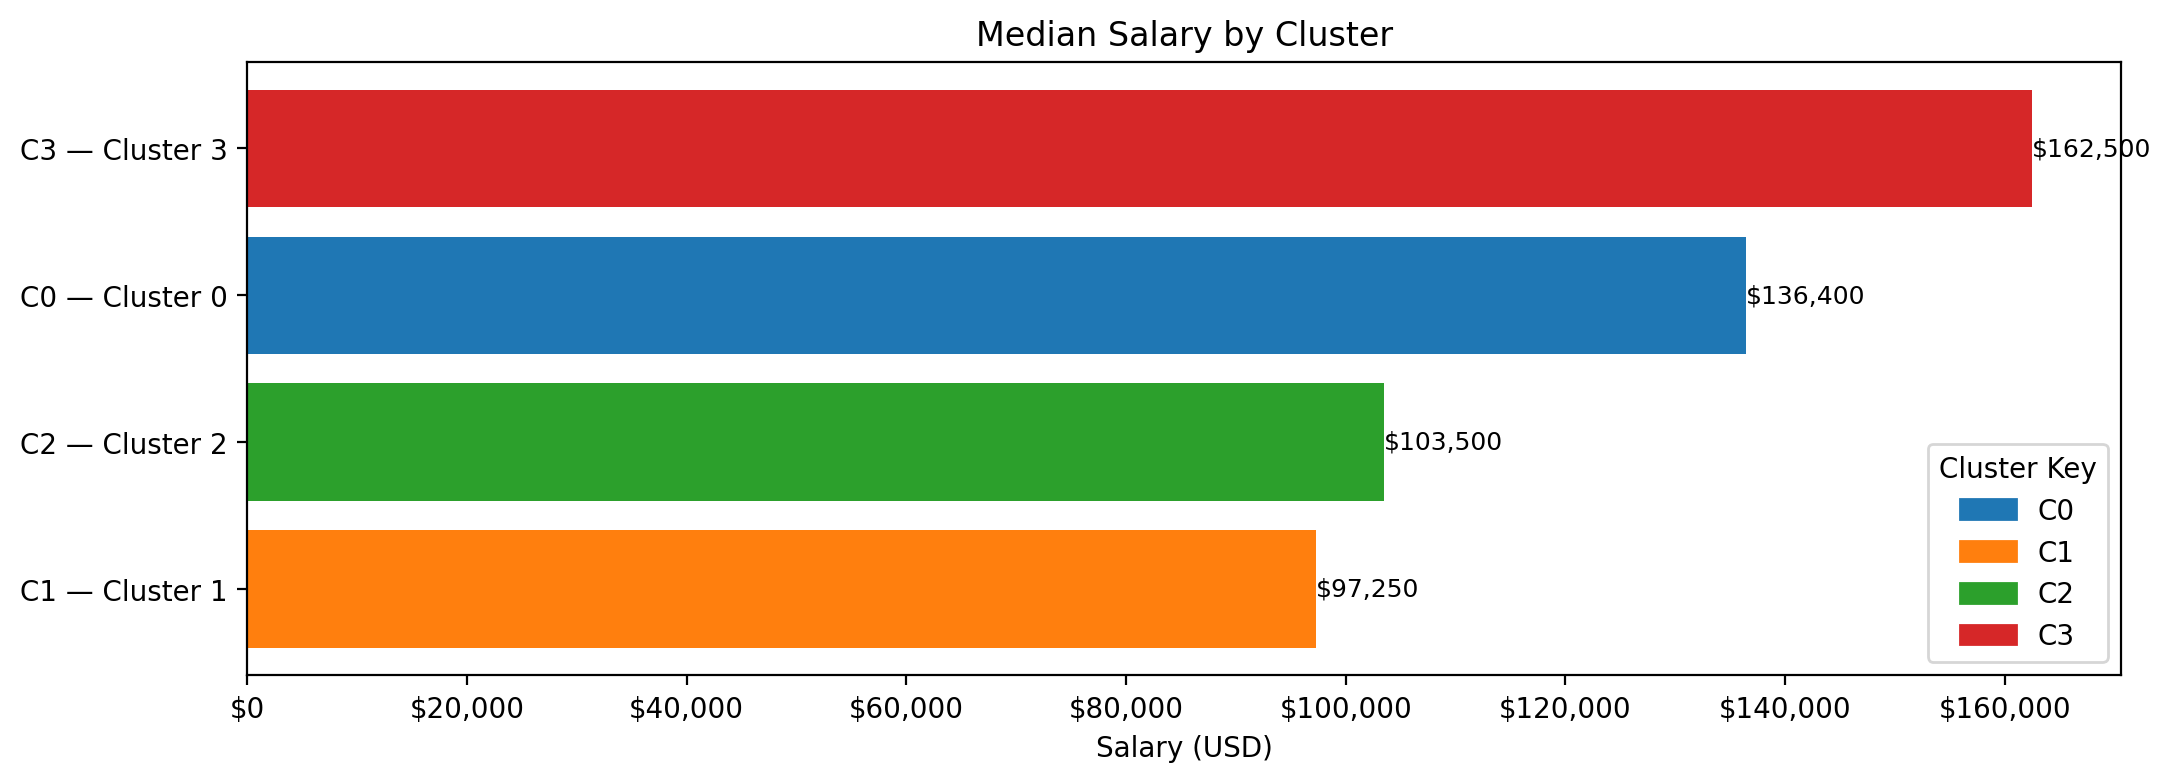 Median Salary by Cluster
C3 — Cluster 3
$162,500
C0 — Cluster 0
$136,400
C2 — Cluster 2
$103,500
C1 — Cluster 1
$97,250
Cluster Key
C0
C1
C2
C3
$0 $20,000 $40,000 $60,000 $80,000 $100,000 $120,000 $140,000 $160,000
Salary (USD)